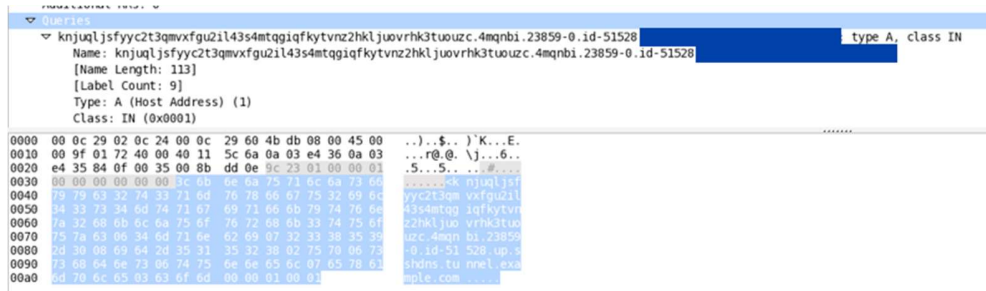 ▽ Queries
▽ knjuqljsfyyc2t3qmvxfgu2il43s4mtqgiqfkytvnz2hkljuovrhk3tuouzc.4mqnbi.23859-0.id-51528 : type A, class IN
Name: knjuqljsfyyc2t3qmvxfgu2il43s4mtqgiqfkytvnz2hkljuovrhk3tuouzc.4mqnbi.23859-0.id-51528
[Name Length: 113]
[Label Count: 9]
Type: A (Host Address) (1)
Class: IN (0x0001)
0000 00 0c 29 02 0c 24 00 0c 29 60 4b db 08 00 45 00 ..)..$.. )`K...E.
0010 00 9f 01 72 40 00 40 11 5c 6a 0a 03 e4 36 0a 03 ...r@.@. \j...6..
0020 e4 35 84 0f 00 35 00 8b dd 0e 9c 23 01 00 00 01 .5...5.. ...#....
0030 00 00 00 00 00 00 3c 6b 6e 6a 75 71 6c 6a 73 66 ......<k njuqljsf
0040 79 79 63 32 74 33 71 6d 76 78 66 67 75 32 69 6c yyc2t3qm vxfgu2il
0050 34 33 73 34 6d 74 71 67 69 71 66 6b 79 74 76 6e 43s4mtqg iqfkytvn
0060 7a 32 68 6b 6c 6a 75 6f 76 72 68 6b 33 74 75 6f z2hkljuo vrhk3tuo
0070 75 7a 63 06 34 6d 71 6e 62 69 07 32 33 38 35 39 uzc.4mqn bi.23859
0080 2d 30 08 69 64 2d 35 31 35 32 38 02 75 70 06 73 -0.id-51 528.up.s
0090 73 68 64 6e 73 06 74 75 6e 6e 65 6c 07 65 78 61 shdns.tu nnel.exa
00a0 6d 70 6c 65 03 63 6f 6d 00 00 01 00 01 mple.com .....